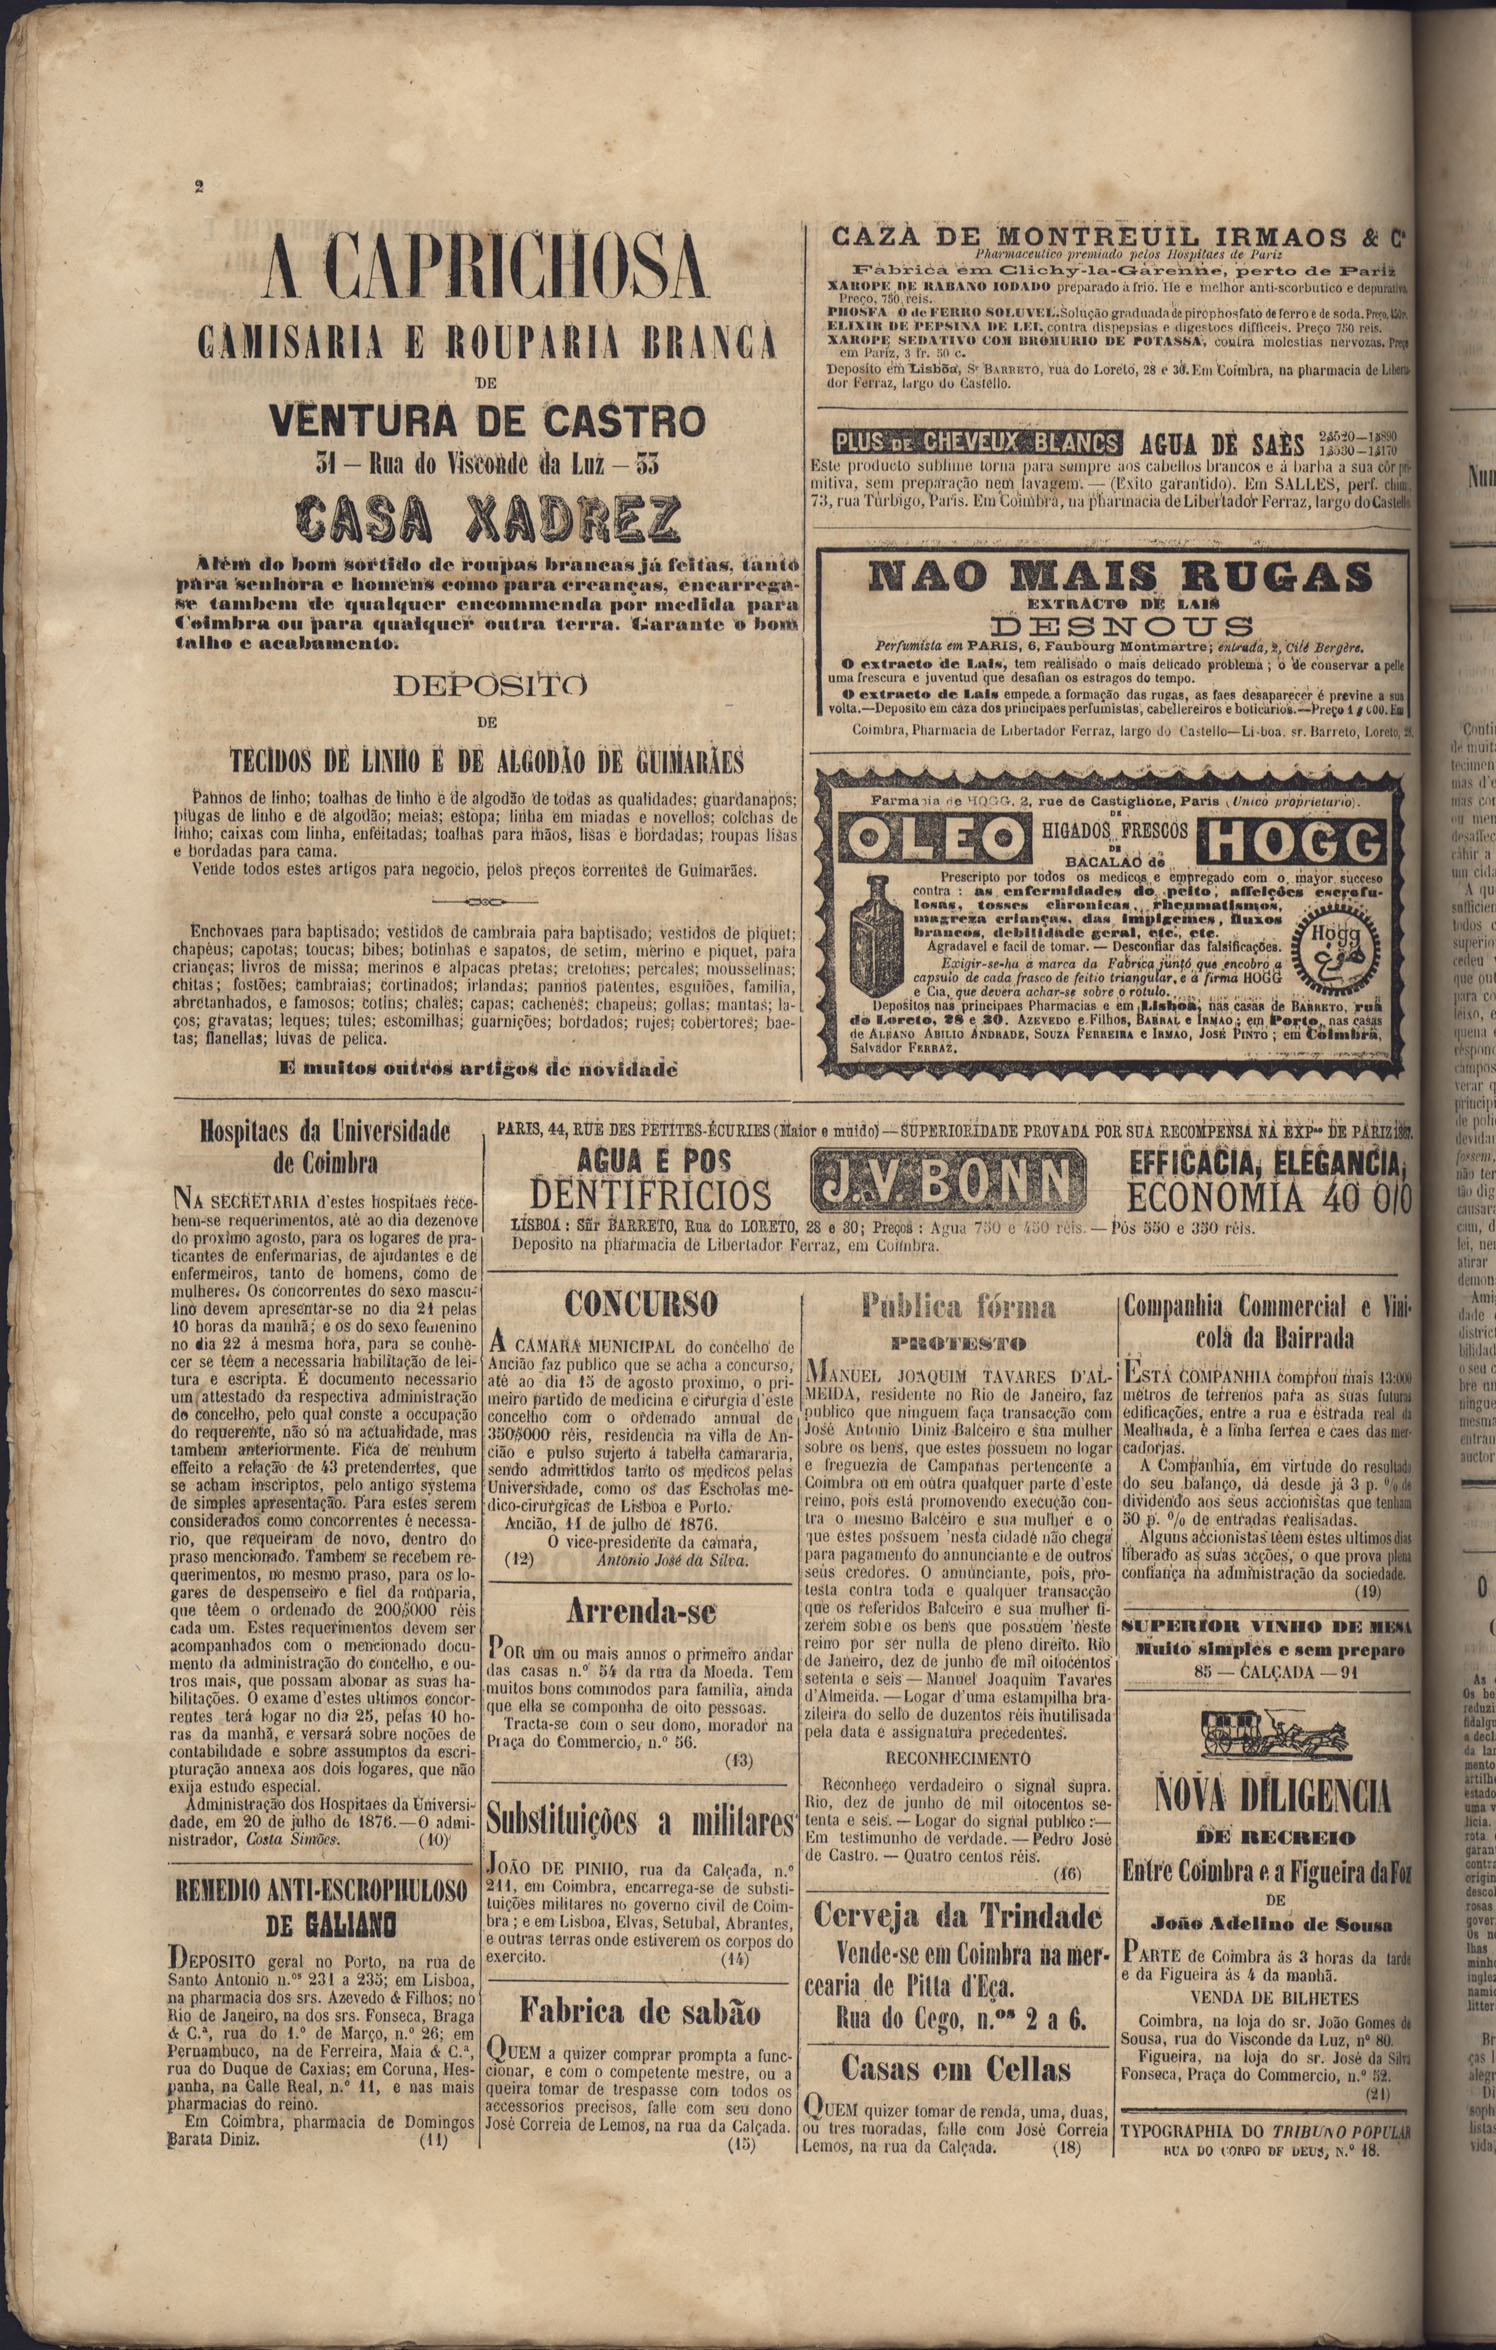 2
A CAPRICHOSA
CAMISARIA E ROUPARIA BRANCA
DE
VENTURA DE CASTRO
31 — Rua do Visconde da Luz — 33
CASA XADREZ
Além do bom sortido de roupas brancas já feitas, tanto
para senhora e homens como para creanças, encarrega-
se tambem de qualquer encommenda por medida para
Coimbra ou para qualquer outra terra. Garante o bom
talho e acabamento.
DEPOSITO
DE
TECIDOS DE LINHO E DE ALGODÃO DE GUIMARÃES
Pannos de linho; toalhas de linho e de algodão de todas as qualidades; guardanapos;
piugas de linho e de algodão; meias; estopa; linha em miadas e novellos; colchas de
linho; caixas com linha, enfeitadas; toalhas para mãos, lisas e bordadas; roupas lisas
e bordadas para cama.
Vende todos estes artigos para negocio, pelos preços correntes de Guimarães.
Enchovaes para baptisado; vestidos de cambraia para baptisado; vestidos de piquet;
chapéus; capotas; toucas; bibes; botinhas e sapatos, de setim, merino e piquet, para
crianças; livros de missa; merinos e alpacas pretas; cretones; percales; mousselinas;
chitas; fostões; cambraias; cortinados; irlandas; pannos patentes, esguiões, familia,
abretanhados, e famosos; cotins; chales; capas; cachenés; chapeus; gollas; mantas; la-
ços; gravatas; leques; tules; escomilhas; guarnições; bordados; rujes; cobertores; bae-
tas; flanellas; luvas de pelica.
E muitos outros artigos de novidade
CAZA DE MONTREUIL IRMAOS & Cª
Pharmaceutico premiado pelos Hospitaes de Pariz
Fabrica em Clichy-la-Garenne, perto de Pariz
XAROPE DE RABANO IODADO preparado à frio. He e melhor anti-scorbutico e depurativa
Preço, 750 reis.
PHOSFA O de FERRO SOLUVEL. Solução graduada de pirophosfato de ferro e de soda. Preço, 450r.
ELIXIR DE PEPSINA DE LEI, contra dispepsias e digestoes difficeis. Preço 750 reis.
XAROPE SEDATIVO COM BROMURIO DE POTASSA, contra molestias nervozas. Preço
em Pariz, 3 fr. 50 c.
Deposito em Lisbõa, Sr BARRETO, rua do Loreto, 28 e 30. Em Coimbra, na pharmacia de Liberta-
dor Ferraz, largo do Castello.
PLUS DE CHEVEUX BLANCS AGUA DE SAES 2$520—1$890
1$530—1$170
Este producto sublime torna para sempre aos cabellos brancos e á barba a sua côr pri-
mitiva, sem preparação nem lavagem. — (Exito garantido). Em SALLES, perf. chim.
73, rua Turbigo, Paris. Em Coimbra, na pharmacia de Libertador Ferraz, largo do Castello
NAO MAIS RUGAS
EXTRACTO DE LAIS
DESNOUS
Perfumista em PARIS, 6, Faubourg Montmartre; entrada, 2, Cité Bergère.
O extracto de Lais, tem realisado o mais delicado problema; o de conservar a pelle
uma frescura e juventud que desafian os estragos do tempo.
O extracto de Lais empede a formação das rugas, as faes desaparecer é previne a sua
volta.—Deposito em caza dos principaes perfumistas, cabellereiros e boticarios.—Preço 1 $ 600. Em
Coimbra, Pharmacia de Libertador Ferraz, largo do Castello—Li-boa, sr. Barreto, Loreto, 28.
Farmacia de HOGG, 2, rue de Castiglione, Paris (Unico proprietario).
OLEO DE HIGADOS FRESCOS DE BACALAO de HOGG
Prescripto por todos os medicos e empregado com o mayor successo
contra: as enfermidades do peito, affeições escrofu-
losas, tosses chronicas, rheumatismos,
magreza crianças, das impigemes, fluxos
brancos, debilidade geral, etc., etc.
Agradavel e facil de tomar. — Desconfiar das falsificações.
Exigir-se-ha a marca da Fabrica junto que encobro a
capsulo de cada frasco de feitio triangular, e á firma HOGG
e Cia, que devera achar-se sobre o rotulo.
Hogg
Depositos nas principaes Pharmacias e em Lisboa, nas casas de BARRETO, rua
do Loreto, 28 e 30. AZEVEDO e Filhos, BARRAL e IRMAO; em Porto, nas casas
de ALBANO ABILIO ANDRADE, SOUZA FERREIRA e IRMAO, JOSÉ PINTO; em Coimbra,
Salvador FERRAZ.
Hospitaes da Universidade
de Coimbra
NA SECRETARIA d'estes hospitaes rece-
bem-se requerimentos, até ao dia dezenove
do proximo agosto, para os logares de pra-
ticantes de enfermarias, de ajudantes e de
enfermeiros, tanto de homens, como de
mulheres. Os concorrentes do sexo mascu-
lino devem apresentar-se no dia 21 pelas
10 horas da manhã; e os do sexo femenino
no dia 22 á mesma hora, para se conhe-
cer se têem a necessaria habilitação de lei-
tura e escripta. É documento necessario
um attestado da respectiva administração
do concelho, pelo qual conste a occupação
do requerente, não só na actualidade, mas
tambem anteriormente. Fica de nenhum
effeito a relação de 43 pretendentes, que
se acham inscriptos, pelo antigo systema
de simples apresentação. Para estes serem
considerados como concorrentes é necessa-
rio, que requeiram de novo, dentro do
praso mencionado. Tambem se recebem re-
querimentos, no mesmo praso, para os lo-
gares de despenseiro e fiel da rouparia,
que têem o ordenado de 200$000 réis
cada um. Estes requerimentos devem ser
acompanhados com o mencionado docu-
mento da administração do concelho, e ou-
tros mais, que possam abonar as suas ha-
bilitações. O exame d'estes ultimos concor-
rentes terá logar no dia 25, pelas 10 ho-
ras da manhã, e versará sobre noções de
contabilidade e sobre assumptos da escri-
pturação annexa aos dois logares, que não
exija estudo especial.
Administração dos Hospitaes da Universi-
dade, em 20 de julho de 1876.—O admi-
nistrador, Costa Simões. (10)
REMEDIO ANTI-ESCROPHULOSO
DE GALIANO
DEPOSITO geral no Porto, na rua de
Santo Antonio n.os 231 a 235; em Lisboa,
na pharmacia dos srs. Azevedo & Filhos; no
Rio de Janeiro, na dos srs. Fonseca, Braga
& C.ª, rua do 1.º de Março, n.º 26; em
Pernambuco, na de Ferreira, Maia & C.ª,
rua do Duque de Caxias; em Coruna, Hes-
panha, na Calle Real, n.º 11, e nas mais
pharmacias do reino.
Em Coimbra, pharmacia de Domingos
Barata Diniz. (11)
PARIS, 44, RUE DES PETITES-ÉCURIES (Maior e muido) — SUPERIORIDADE PROVADA POR SUA RECOMPENSA NA EXPᵒᵉˢ DE PARIZ 1867.
AGUA E POS
DENTIFRICIOS
J.V. BONN
EFFICACIA, ELEGANCIA,
ECONOMIA 40 0/0
LISBOA: Sñr BARRETO, Rua do LORETO, 28 e 30; Preços: Agua 750 e 450 réis. — Pós 550 e 350 réis.
Deposito na pharmacia de Libertador Ferraz, em Coimbra.
CONCURSO
A CAMARA MUNICIPAL do concelho de
Ancião faz publico que se acha a concurso,
até ao dia 15 de agosto proximo, o pri-
meiro partido de medicina e cirurgia d'este
concelho com o ordenado annual de
350$000 réis, residencia na villa de An-
cião e pulso sujerto á tabella camararia,
sendo admittidos tanto os medicos pelas
Universidade, como os das Escholas me-
dico-cirurgicas de Lisboa e Porto.
Ancião, 11 de julho de 1876.
O vice-presidente da camara,
(12) Antonio José da Silva.
Arrenda-se
POR um ou mais annos o primeiro andar
das casas n.º 54 da rua da Moeda. Tem
muitos bons commodos para familia, ainda
que ella se componha de oito pessoas.
Tracta-se com o seu dono, morador na
Praça do Commercio, n.º 56.
(13)
Substituições a militares
JOÃO DE PINHO, rua da Calçada, n.º
211, em Coimbra, encarrega-se de substi-
tuições militares no governo civil de Coim-
bra; e em Lisboa, Elvas, Setubal, Abrantes,
e outras terras onde estiverem os corpos do
exercito. (14)
Fabrica de sabão
QUEM a quizer comprar prompta a func-
cionar, e com o competente mestre, ou a
queira tomar de trespasse com todos os
accessorios precisos, falle com seu dono
José Correia de Lemos, na rua da Calçada.
(15)
Publica fórma
PROTESTO
MANUEL JOAQUIM TAVARES D'AL-
MEIDA, residente no Rio de Janeiro, faz
publico que ninguem faça transacção com
José Antonio Diniz Balceiro e sua mulher
sobre os bens, que estes possuem no logar
e freguezia de Campanas pertencente a
Coimbra ou em outra qualquer parte d'este
reino, pois está promovendo execução con-
tra o mesmo Balceiro e sua mulher e o
que estes possuem 'nesta cidade não chega
para pagamento do annunciante e de outros
seus credores. O annunciante, pois, pro-
testa contra toda e qualquer transacção
que os referidos Balceiro e sua mulher fi-
zerem sobre os bens que possuem 'neste
reino por ser nulla de pleno direito. Rio
de Janeiro, dez de junho de mil oitocentos
setenta e seis — Manuel Joaquim Tavares
d'Almeida. — Logar d'uma estampilha bra-
zileira do sello de duzentos réis inutilisada
pela data e assignatura precedentes.
RECONHECIMENTO
Reconheço verdadeiro o signal supra.
Rio, dez de junho de mil oitocentos se-
tenta e seis. — Logar do signal publico:—
Em testimunho de verdade. — Pedro José
de Castro. — Quatro centos réis.
(16)
Cerveja da Trindade
Vende-se em Coimbra na mer-
cearia de Pitta d'Eça.
Rua do Cego, n.os 2 a 6.
Casas em Cellas
QUEM quizer tomar de renda, uma, duas,
ou tres moradas, falle com José Correia
Lemos, na rua da Calçada. (18)
Companhia Commercial e Vini-
cola da Bairrada
ESTA COMPANHIA comprou mais 13:000
metros de terrenos para as suas futuras
edificações, entre a rua e estrada real da
Mealhada, e a linha ferrea e caes das mer-
cadorias.
A Companhia, em virtude do resultado
do seu balanço, dá desde já 3 p. % de
dividendo aos seus accionistas que tenham
50 p. % de entradas realisadas.
Alguns accionistas têem estes ultimos dias
liberado as suas acções, o que prova plena
confiança na administração da sociedade.
(19)
SUPERIOR VINHO DE MESA
Muito simples e sem preparo
85 — CALÇADA — 91
NOVA DILIGENCIA
DE RECREIO
Entre Coimbra e a Figueira da Foz
DE
João Adelino de Sousa
PARTE de Coimbra ás 3 horas da tarde
e da Figueira ás 4 da manhã.
VENDA DE BILHETES
Coimbra, na loja do sr. João Gomes de
Sousa, rua do Visconde da Luz, nº 80.
Figueira, na loja do sr. José da Silva
Fonseca, Praça do Commercio, n.º 52.
(21)
TYPOGRAPHIA DO TRIBUNO POPULAR
RUA DO CORPO DE DEUS, N.º 18.